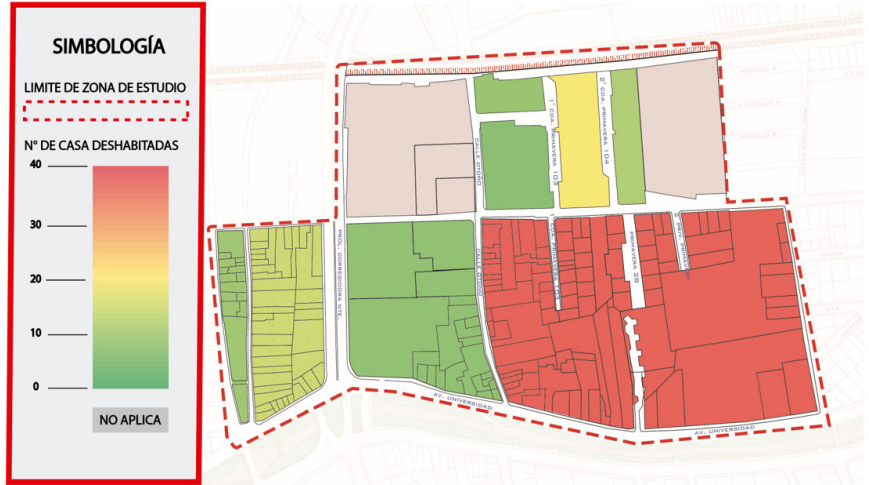 SIMBOLOGÍA
LIMITE DE ZONA DE ESTUDIO
N° DE CASA DESHABITADAS
40
30
20
10
0
NO APLICA
CALLE OTOÑO
1° CDA. PRIMAVERA 103
2° CDA. PRIMAVERA 104
PROL. CORREGIDORA NTE.
CALLE OTOÑO
1° CDA. PRIMAVERA 103
PRIMAVERA 28
AV. UNIVERSIDAD
AV. UNIVERSIDAD